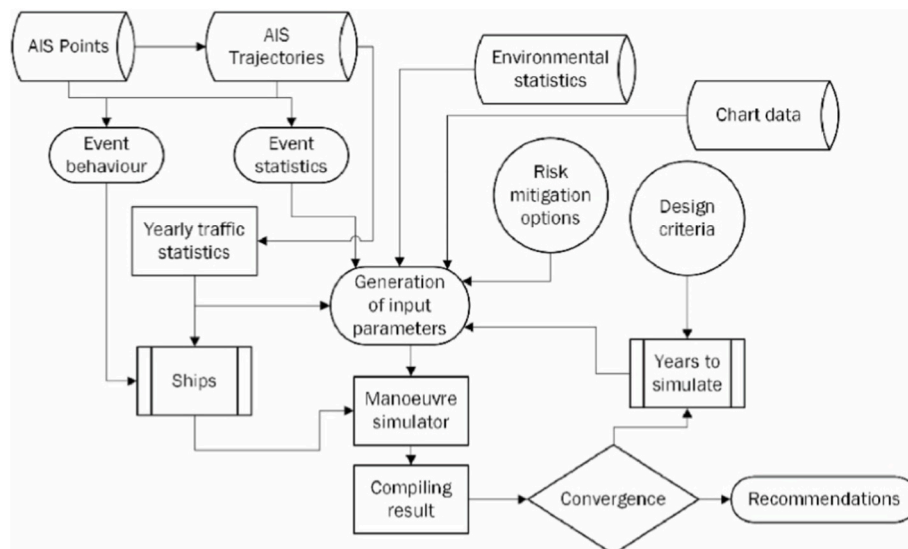 AIS Points
AIS
Trajectories
Environmental
statistics
Chart data
Event
behaviour
Event
statistics
Risk
mitigation
options
Design
criteria
Yearly traffic
statistics
Generation
of input
parameters
Ships
Years to
simulate
Manoeuvre
simulator
Compiling
result
Convergence
Recommendations